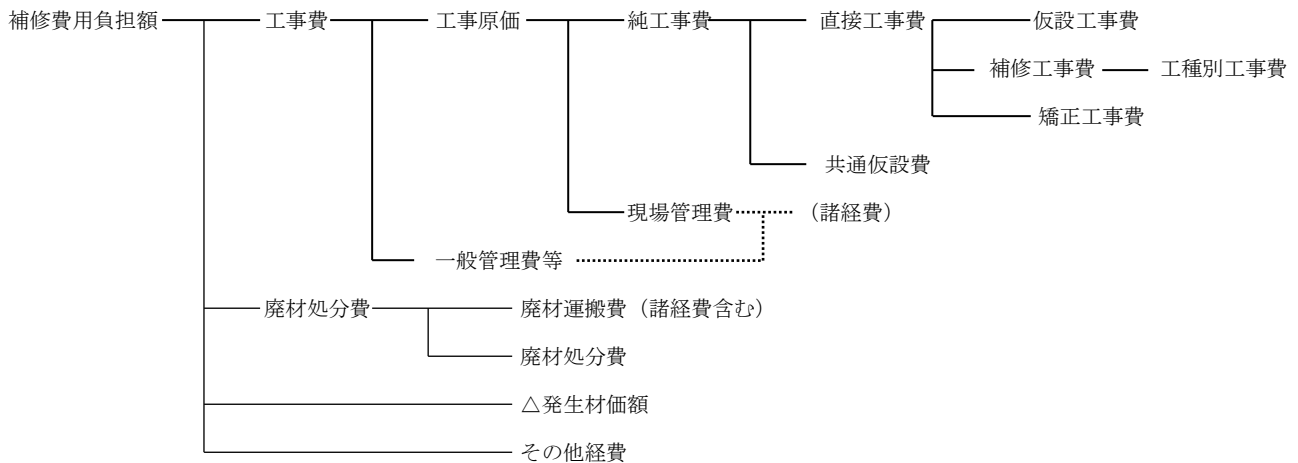 補修費用負担額 工事費 工事原価 純工事費 直接工事費 仮設工事費
補修工事費 工種別工事費
矯正工事費
共通仮設費
現場管理費 （諸経費）
一般管理費等
廃材処分費 廃材運搬費（諸経費含む）
廃材処分費
△発生材価額
その他経費